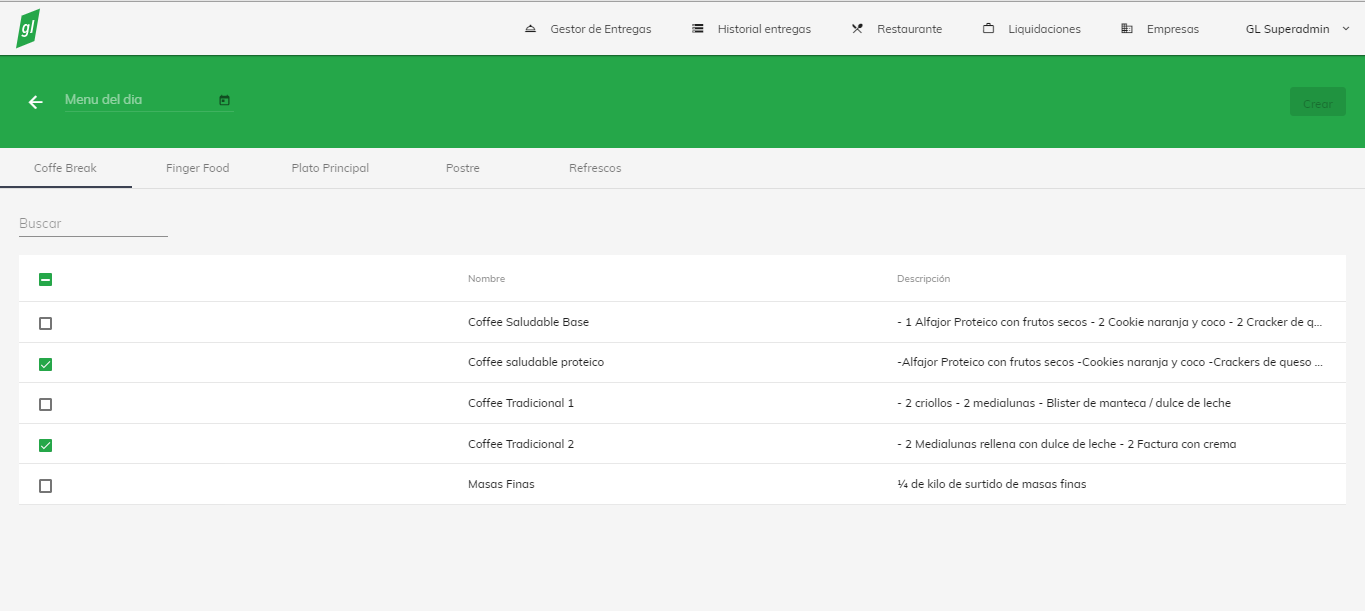 gl
Gestor de Entregas Historial entregas Restaurante Liquidaciones Empresas GL Superadmin
Menu del dia
Crear
Coffe Break Finger Food Plato Principal Postre Refrescos
Buscar
Nombre Descripción
Coffee Saludable Base - 1 Alfajor Proteico con frutos secos - 2 Cookie naranja y coco - 2 Cracker de q...
Coffee saludable proteico -Alfajor Proteico con frutos secos -Cookies naranja y coco -Crackers de queso ...
Coffee Tradicional 1 - 2 criollos - 2 medialunas - Blister de manteca / dulce de leche
Coffee Tradicional 2 - 2 Medialunas rellena con dulce de leche - 2 Factura con crema
Masas Finas ¼ de kilo de surtido de masas finas